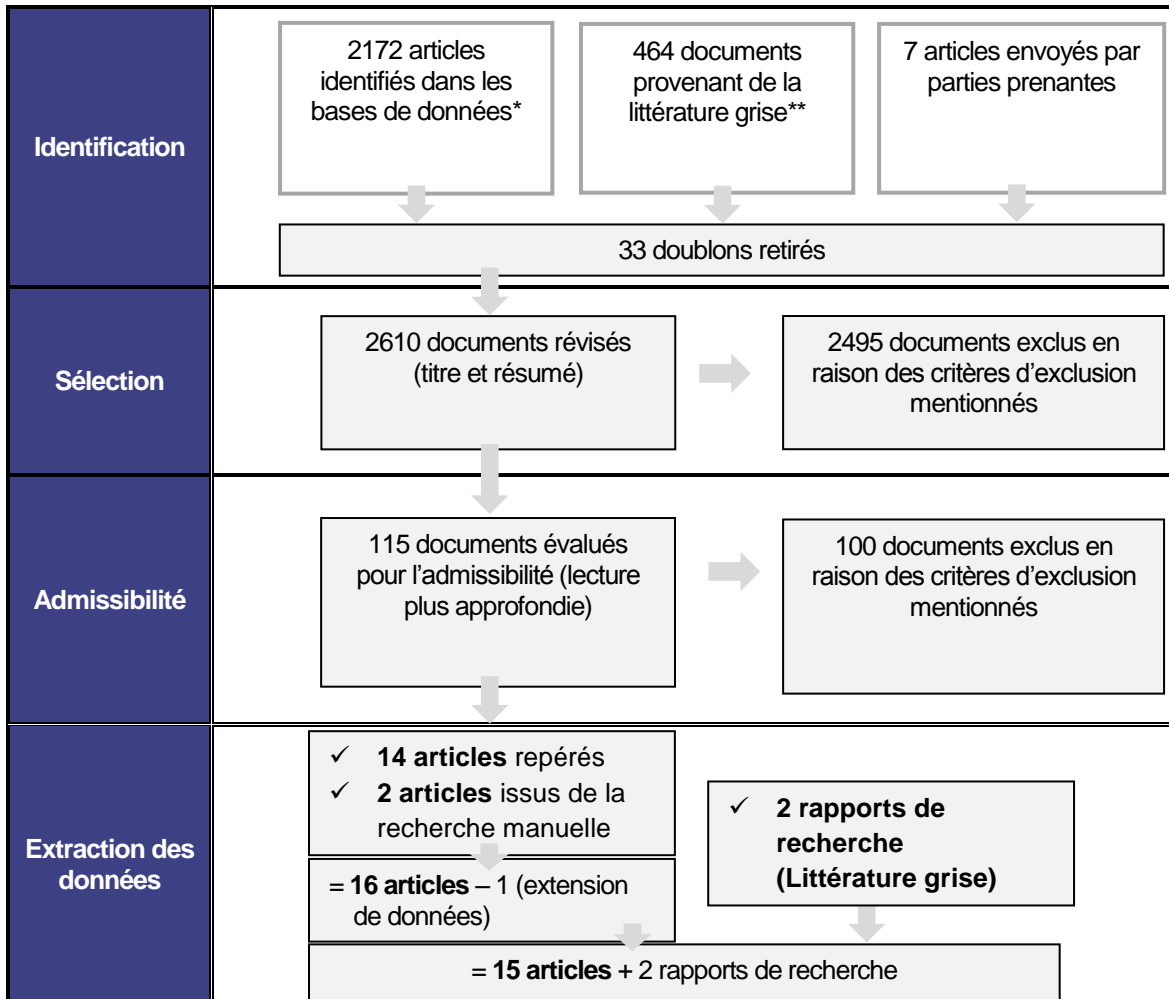 Identification
2172 articles
identifiés dans les
bases de données*
464 documents
provenant de la
littérature grise**
7 articles envoyés par
parties prenantes
33 doublons retirés
Sélection
2610 documents révisés
(titre et résumé)
2495 documents exclus en
raison des critères d’exclusion
mentionnés
Admissibilité
115 documents évalués
pour l’admissibilité (lecture
plus approfondie)
100 documents exclus en
raison des critères d’exclusion
mentionnés
Extraction des
données
✓ 14 articles repérés
✓ 2 articles issus de la
recherche manuelle
✓ 2 rapports de
recherche
(Littérature grise)
= 16 articles – 1 (extension
de données)
= 15 articles + 2 rapports de recherche